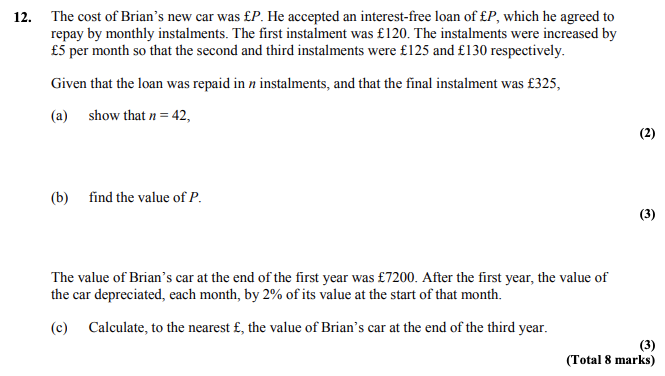 12. The cost of Brian’s new car was £P. He accepted an interest-free loan of £P, which he agreed to
repay by monthly instalments. The first instalment was £120. The instalments were increased by
£5 per month so that the second and third instalments were £125 and £130 respectively.
Given that the loan was repaid in n instalments, and that the final instalment was £325,
(a) show that n = 42,
(2)
(b) find the value of P.
(3)
The value of Brian’s car at the end of the first year was £7200. After the first year, the value of
the car depreciated, each month, by 2% of its value at the start of that month.
(c) Calculate, to the nearest £, the value of Brian’s car at the end of the third year.
(3)
(Total 8 marks)